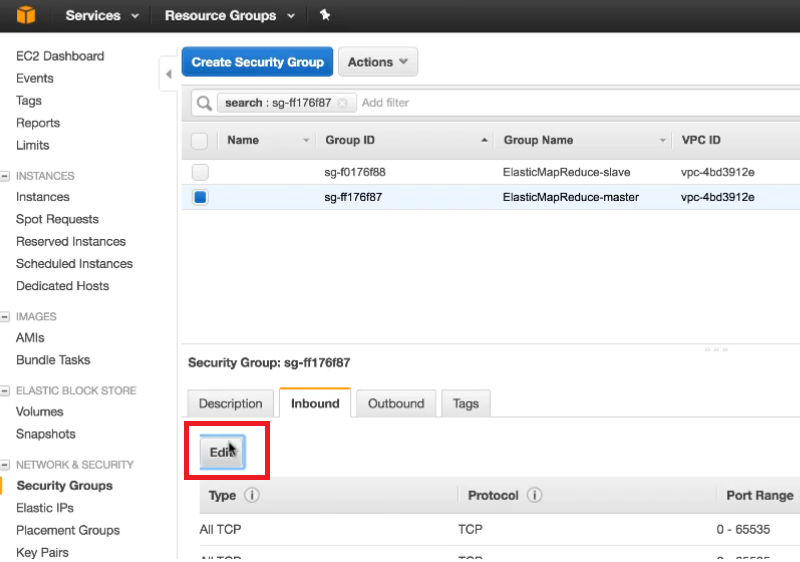 Services Resource Groups
EC2 Dashboard
Events
Tags
Reports
Limits
INSTANCES
Instances
Spot Requests
Reserved Instances
Scheduled Instances
Dedicated Hosts
IMAGES
AMIs
Bundle Tasks
ELASTIC BLOCK STORE
Volumes
Snapshots
NETWORK & SECURITY
Security Groups
Elastic IPs
Placement Groups
Key Pairs
Create Security Group Actions
search : sg-ff176f87 Add filter
Name Group ID Group Name VPC ID
sg-f0176f88 ElasticMapReduce-slave vpc-4bd3912e
sg-ff176f87 ElasticMapReduce-master vpc-4bd3912e
Security Group: sg-ff176f87
Description Inbound Outbound Tags
Edit
Type Protocol Port Range
All TCP TCP 0 - 65535